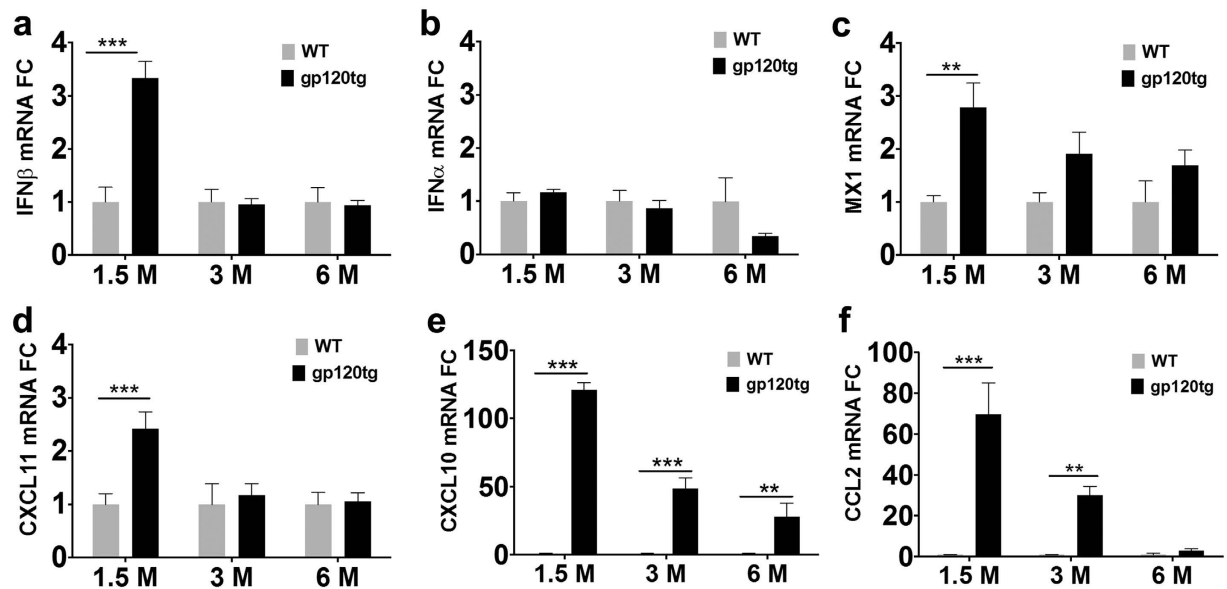 a
IFNβ mRNA FC
4
3
2
1
0
***
WT
gp120tg
1.5 M 3 M 6 M
b
IFNα mRNA FC
4
3
2
1
0
WT
gp120tg
1.5 M 3 M 6 M
c
MX1 mRNA FC
4
3
2
1
0
**
WT
gp120tg
1.5 M 3 M 6 M
d
CXCL11 mRNA FC
4
3
2
1
0
***
WT
gp120tg
1.5 M 3 M 6 M
e
CXCL10 mRNA FC
150
100
50
0
***
***
**
WT
gp120tg
1.5 M 3 M 6 M
f
CCL2 mRNA FC
100
80
60
40
20
0
***
**
WT
gp120tg
1.5 M 3 M 6 M